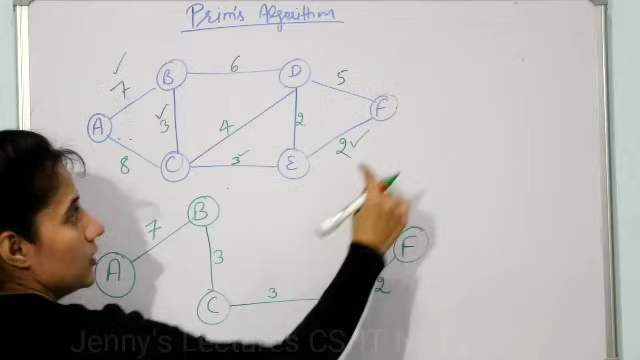 Prim's Algorithm
✓
B 6 D
7 5
A ✓ 3 4 2 F
8 3 ✓ 2 ✓
C E
B
7 F
A 3
C 3 2
Jenny's Lectures CS/IT N